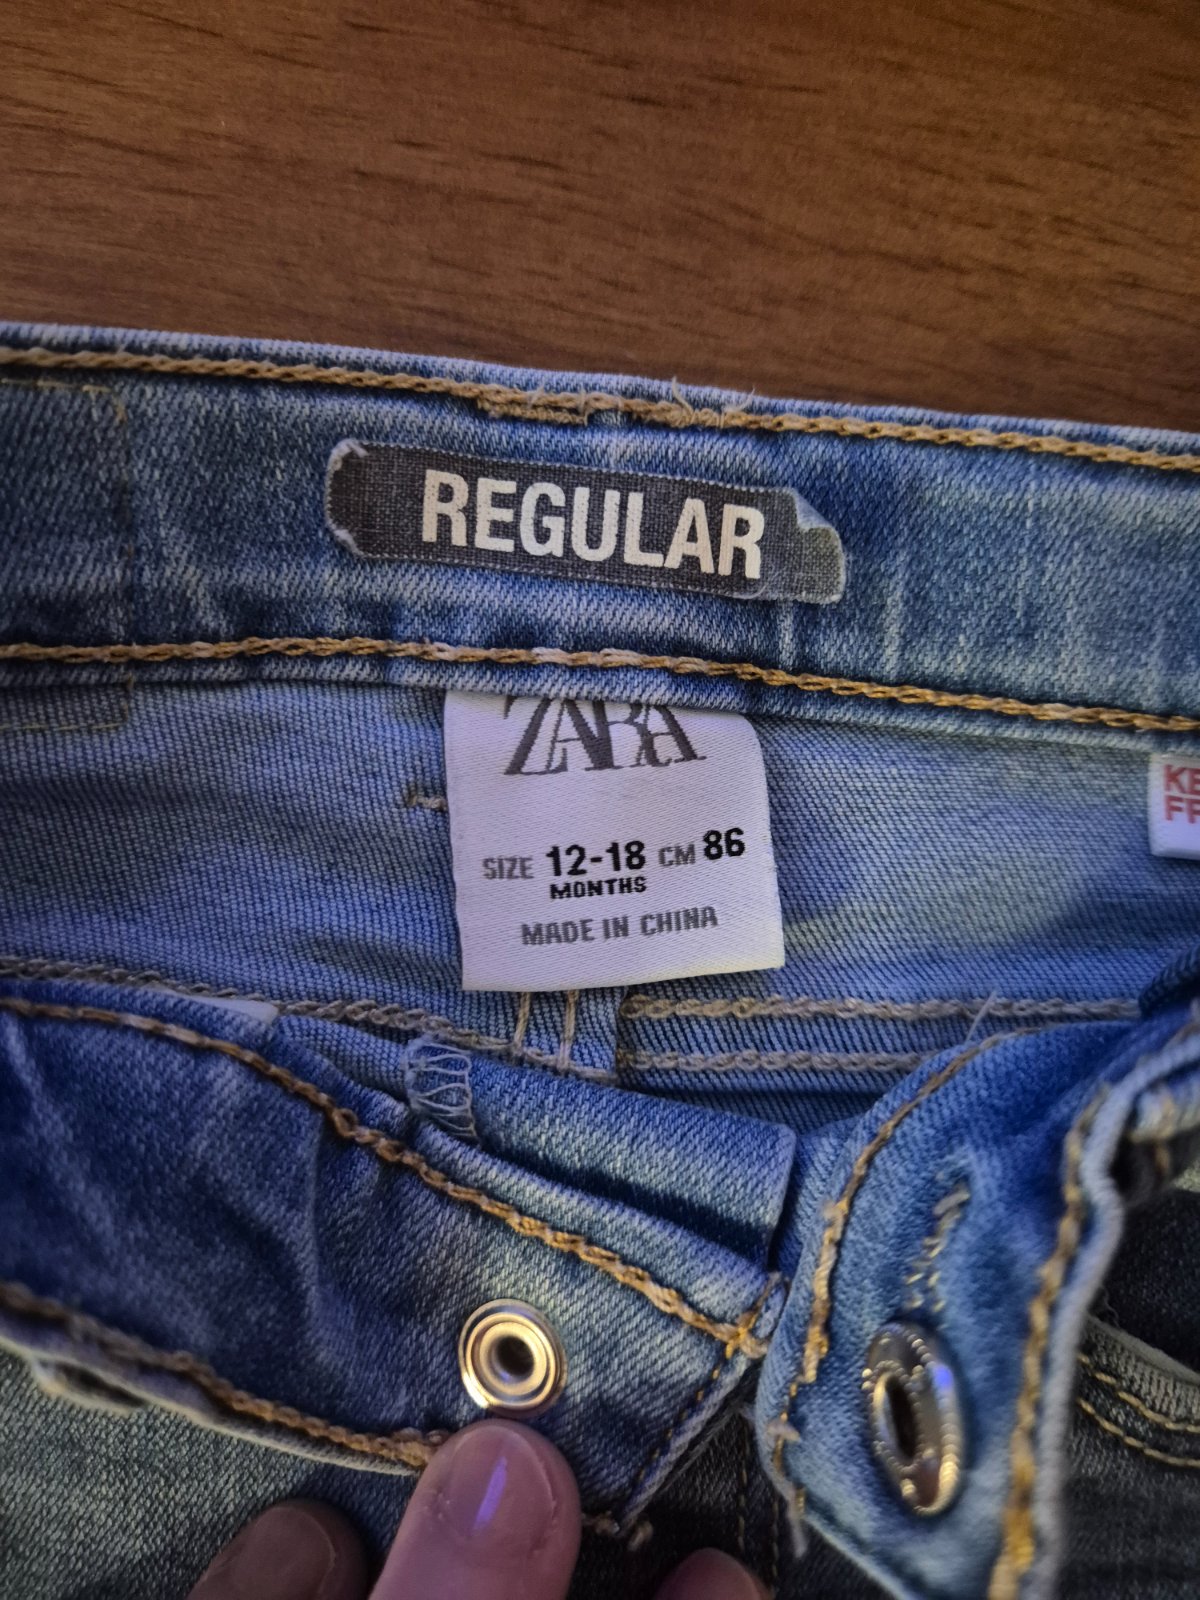 REGULAR
ZARA
SIZE 12-18 CM 86
MONTHS
MADE IN CHINA